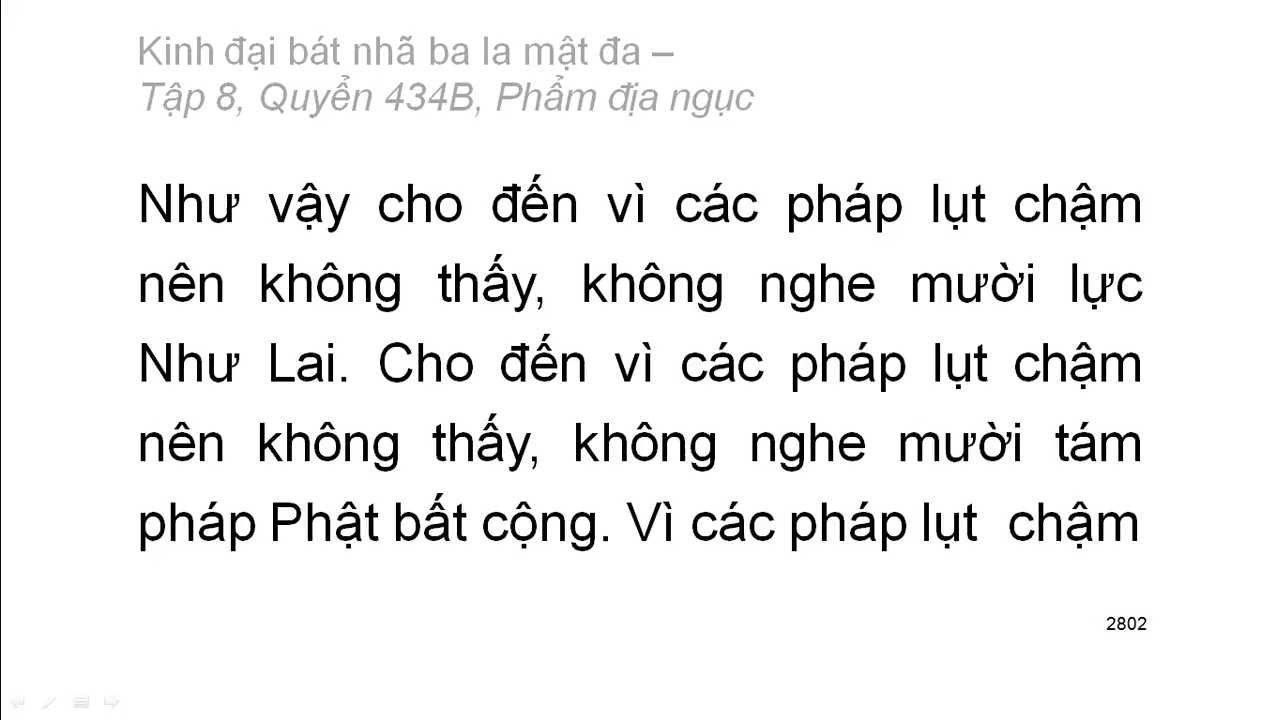 Kinh đại bát nhã ba la mật đa –
Tập 8, Quyển 434B, Phẩm địa ngục
Như vậy cho đến vì các pháp lụt chậm
nên không thấy, không nghe mười lực
Như Lai. Cho đến vì các pháp lụt chậm
nên không thấy, không nghe mười tám
pháp Phật bất cộng. Vì các pháp lụt chậm
2802